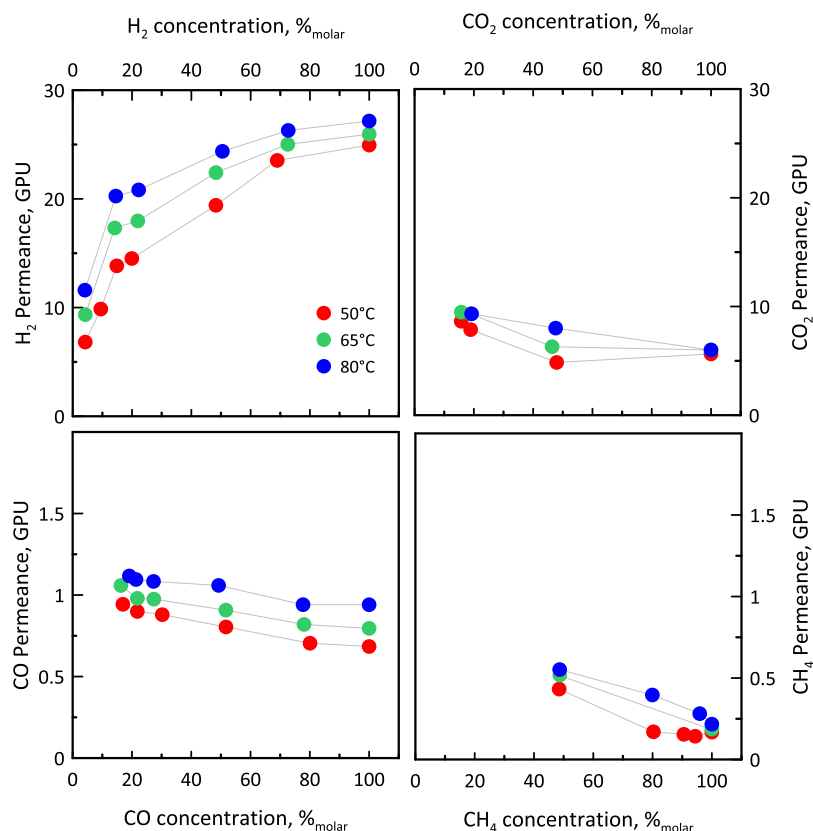 H₂ concentration, %molar
0 20 40 60 80 100
CO₂ concentration, %molar
0 20 40 60 80 100
30
20
10
0
H₂ Permeance, GPU
50°C
65°C
80°C
30
20
10
0
CO₂ Permeance, GPU
1.5
1
0.5
0
CO Permeance, GPU
0 20 40 60 80 100
CO concentration, %molar
1.5
1
0.5
0
CH₄ Permeance, GPU
0 20 40 60 80 100
CH₄ concentration, %molar